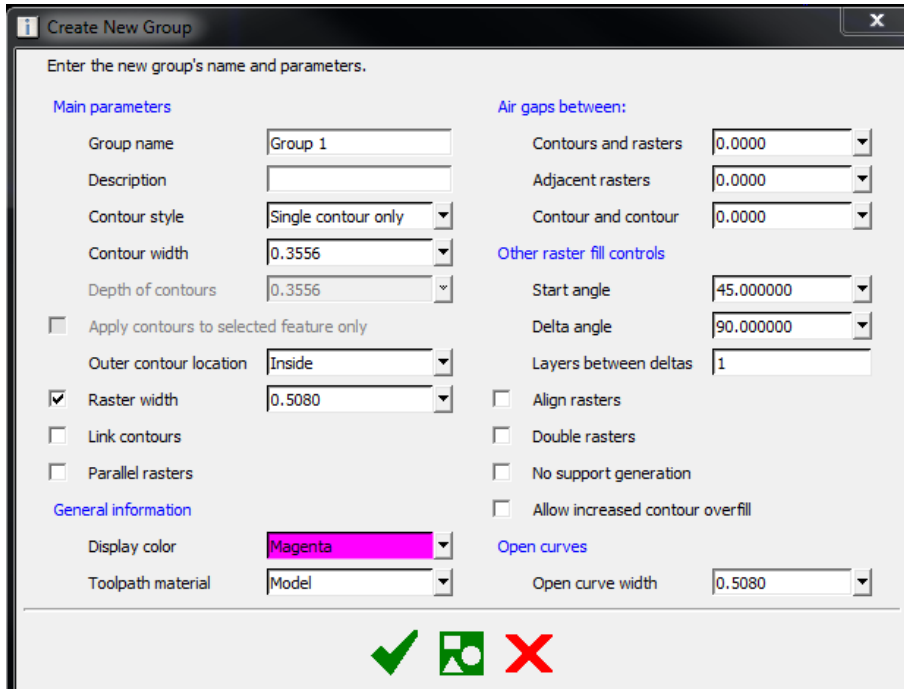 Create New Group
x
Enter the new group's name and parameters.
Main parameters
Group name Group 1
Description
Contour style Single contour only
Contour width 0.3556
Depth of contours 0.3556
Apply contours to selected feature only
Outer contour location Inside
Raster width 0.5080
Link contours
Parallel rasters
General information
Display color Magenta
Toolpath material Model
Air gaps between:
Contours and rasters 0.0000
Adjacent rasters 0.0000
Contour and contour 0.0000
Other raster fill controls
Start angle 45.000000
Delta angle 90.000000
Layers between deltas 1
Align rasters
Double rasters
No support generation
Allow increased contour overfill
Open curves
Open curve width 0.5080